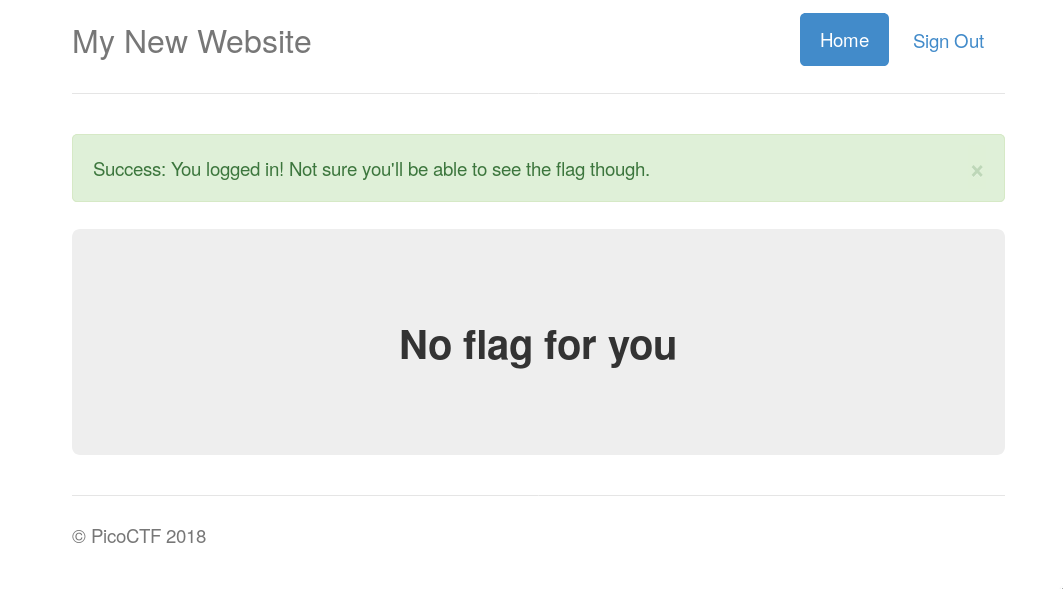 My New Website
Home
Sign Out
Success: You logged in! Not sure you'll be able to see the flag though.
×
No flag for you
© PicoCTF 2018